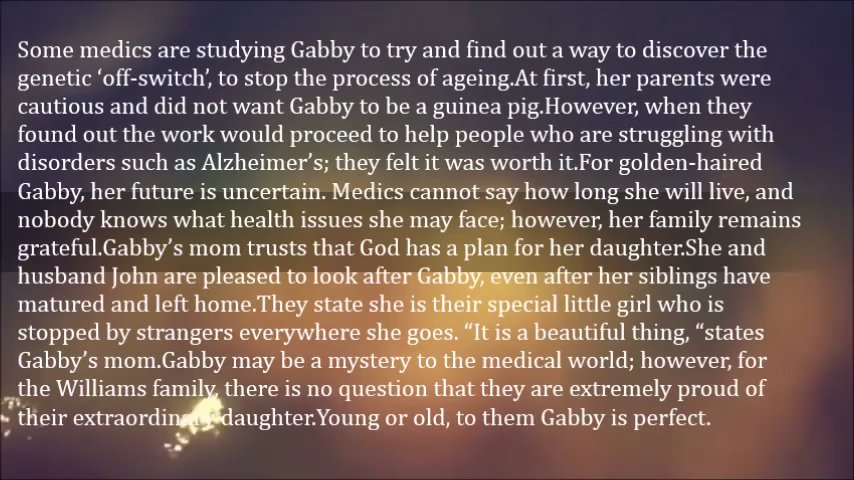 Some medics are studying Gabby to try and find out a way to discover the
genetic ‘off-switch’, to stop the process of ageing.At first, her parents were
cautious and did not want Gabby to be a guinea pig.However, when they
found out the work would proceed to help people who are struggling with
disorders such as Alzheimer’s; they felt it was worth it.For golden-haired
Gabby, her future is uncertain. Medics cannot say how long she will live, and
nobody knows what health issues she may face; however, her family remains
grateful.Gabby’s mom trusts that God has a plan for her daughter.She and
husband John are pleased to look after Gabby, even after her siblings have
matured and left home.They state she is their special little girl who is
stopped by strangers everywhere she goes. “It is a beautiful thing, “states
Gabby’s mom.Gabby may be a mystery to the medical world; however, for
the Williams family, there is no question that they are extremely proud of
their extraordinary daughter.Young or old, to them Gabby is perfect.